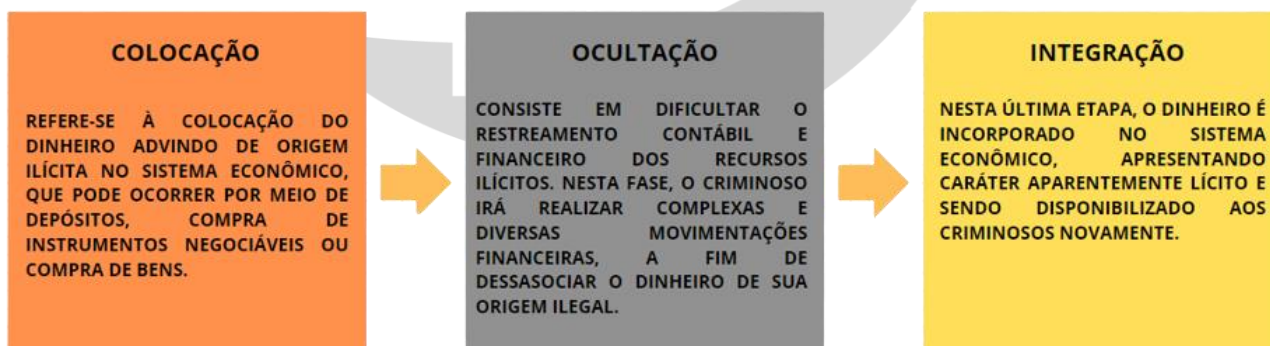 COLOCAÇÃO
REFERE-SE À COLOCAÇÃO DO
DINHEIRO ADVINDO DE ORIGEM
ILÍCITA NO SISTEMA ECONÔMICO,
QUE PODE OCORRER POR MEIO DE
DEPÓSITOS, COMPRA DE
INSTRUMENTOS NEGOCIÁVEIS OU
COMPRA DE BENS.
OCULTAÇÃO
CONSISTE EM DIFICULTAR O
RESTREAMENTO CONTÁBIL E
FINANCEIRO DOS RECURSOS
ILÍCITOS. NESTA FASE, O CRIMINOSO
IRÁ REALIZAR COMPLEXAS E
DIVERSAS MOVIMENTAÇÕES
FINANCEIRAS, A FIM DE
DESSASOCIAR O DINHEIRO DE SUA
ORIGEM ILEGAL.
INTEGRAÇÃO
NESTA ÚLTIMA ETAPA, O DINHEIRO É
INCORPORADO NO SISTEMA
ECONÔMICO, APRESENTANDO
CARÁTER APARENTEMENTE LÍCITO E
SENDO DISPONIBILIZADO AOS
CRIMINOSOS NOVAMENTE.